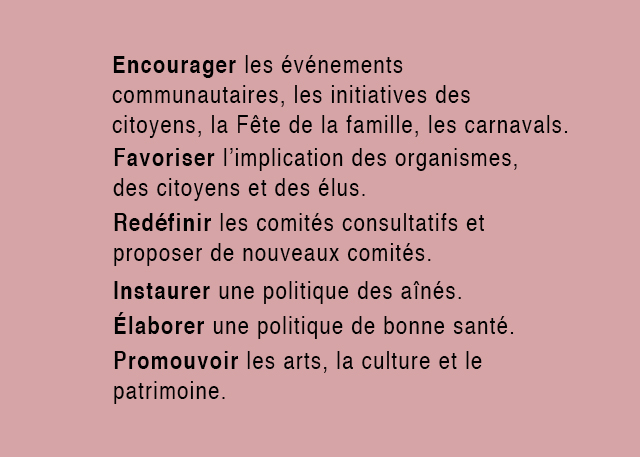 Encourager les événements
communautaires, les initiatives des
citoyens, la Fête de la famille, les carnavals.
Favoriser l’implication des organismes,
des citoyens et des élus.
Redéfinir les comités consultatifs et
proposer de nouveaux comités.
Instaurer une politique des aînés.
Élaborer une politique de bonne santé.
Promouvoir les arts, la culture et le
patrimoine.